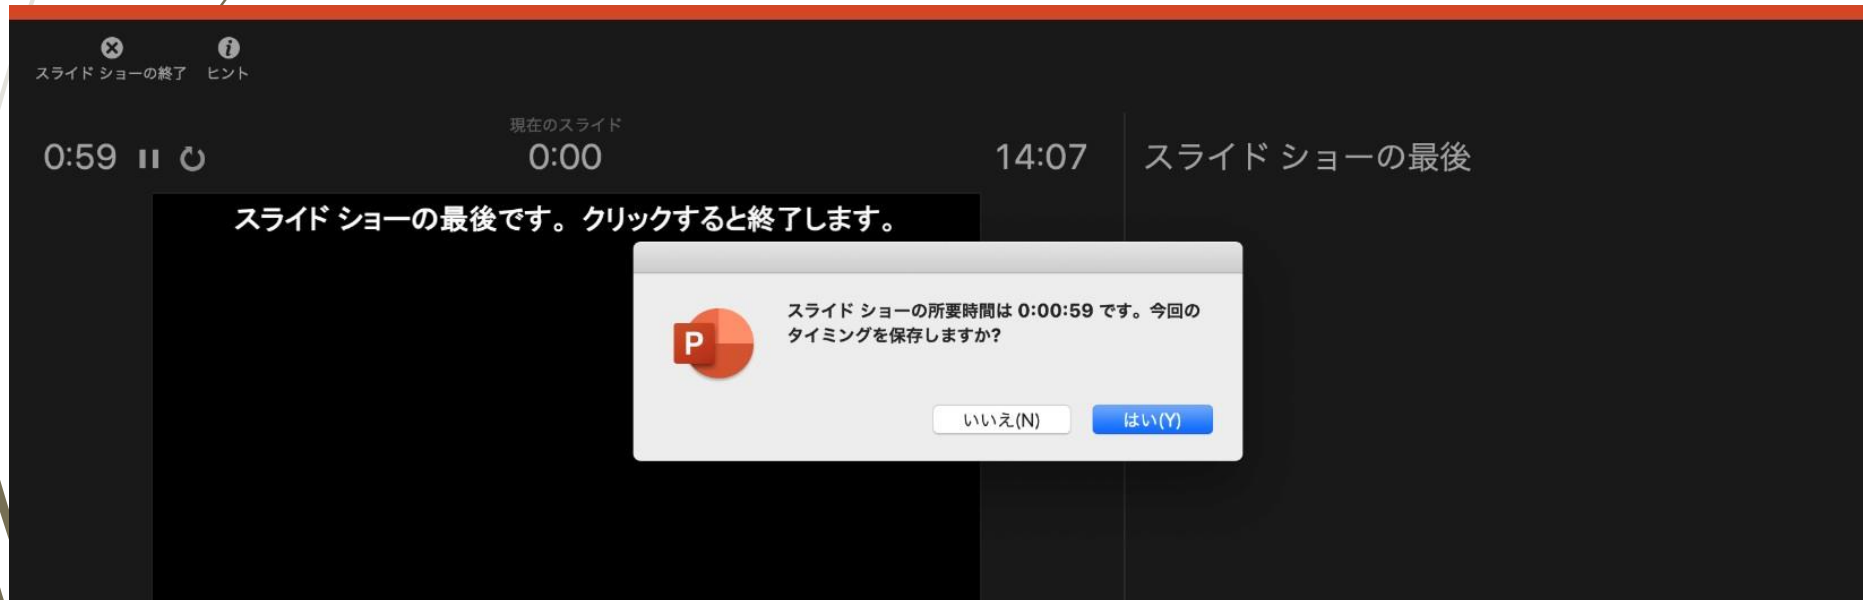 スライド ショーの終了 ヒント
現在のスライド
0:59 0:00 14:07 スライド ショーの最後
スライド ショーの最後です。クリックすると終了します。
スライド ショーの所要時間は 0:00:59 です。今回の
タイミングを保存しますか?
P
いいえ(N) はい(Y)